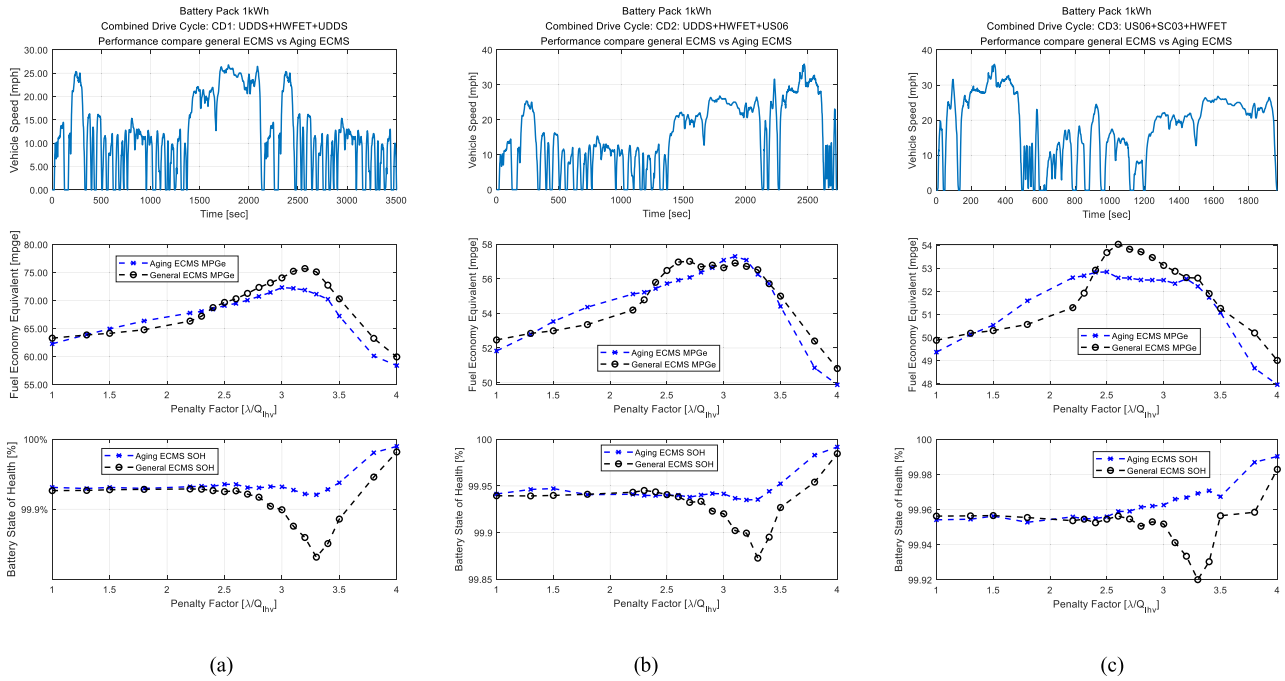 Battery Pack 1kWh
Combined Drive Cycle: CD1: UDDS+HWFET+UDDS
Performance compare general ECMS vs Aging ECMS
30.00
25.00
20.00
15.00
10.00
5.00
0.00
Vehicle Speed [mph]
0 500 1000 1500 2000 2500 3000 3500
Time [sec]
80.00
75.00
70.00
65.00
60.00
55.00
Fuel Economy Equivalent [mpge]
Aging ECMS MPGe
General ECMS MPGe
1 1.5 2 2.5 3 3.5 4
Penalty Factor [λ/Qlhv]
100%
99.9%
Battery State of Health [%]
Aging ECMS SOH
General ECMS SOH
1 1.5 2 2.5 3 3.5 4
Penalty Factor [λ/Qlhv]
(a)
Battery Pack 1kWh
Combined Drive Cycle: CD2: UDDS+HWFET+US06
Performance compare general ECMS vs Aging ECMS
40
30
20
10
0
Vehicle Speed [mph]
0 500 1000 1500 2000 2500
Time [sec]
58
56
54
52
50
Fuel Economy Equivalent [mpge]
Aging ECMS MPGe
General ECMS MPGe
1 1.5 2 2.5 3 3.5 4
Penalty Factor [λ/Qlhv]
100
99.95
99.9
99.85
Battery State of Health [%]
Aging ECMS SOH
General ECMS SOH
1 1.5 2 2.5 3 3.5 4
Penalty Factor [λ/Qlhv]
(b)
Battery Pack 1kWh
Combined Drive Cycle: CD3: US06+SC03+HWFET
Performance compare general ECMS vs Aging ECMS
40
30
20
10
0
Vehicle Speed [mph]
0 200 400 600 800 1000 1200 1400 1600 1800
Time [sec]
54
53
52
51
50
49
48
Fuel Economy Equivalent [mpge]
Aging ECMS MPGe
General ECMS MPGe
1 1.5 2 2.5 3 3.5 4
Penalty Factor [λ/Qlhv]
100
99.98
99.96
99.94
99.92
Battery State of Health [%]
Aging ECMS SOH
General ECMS SOH
1 1.5 2 2.5 3 3.5 4
Penalty Factor [λ/Qlhv]
(c)